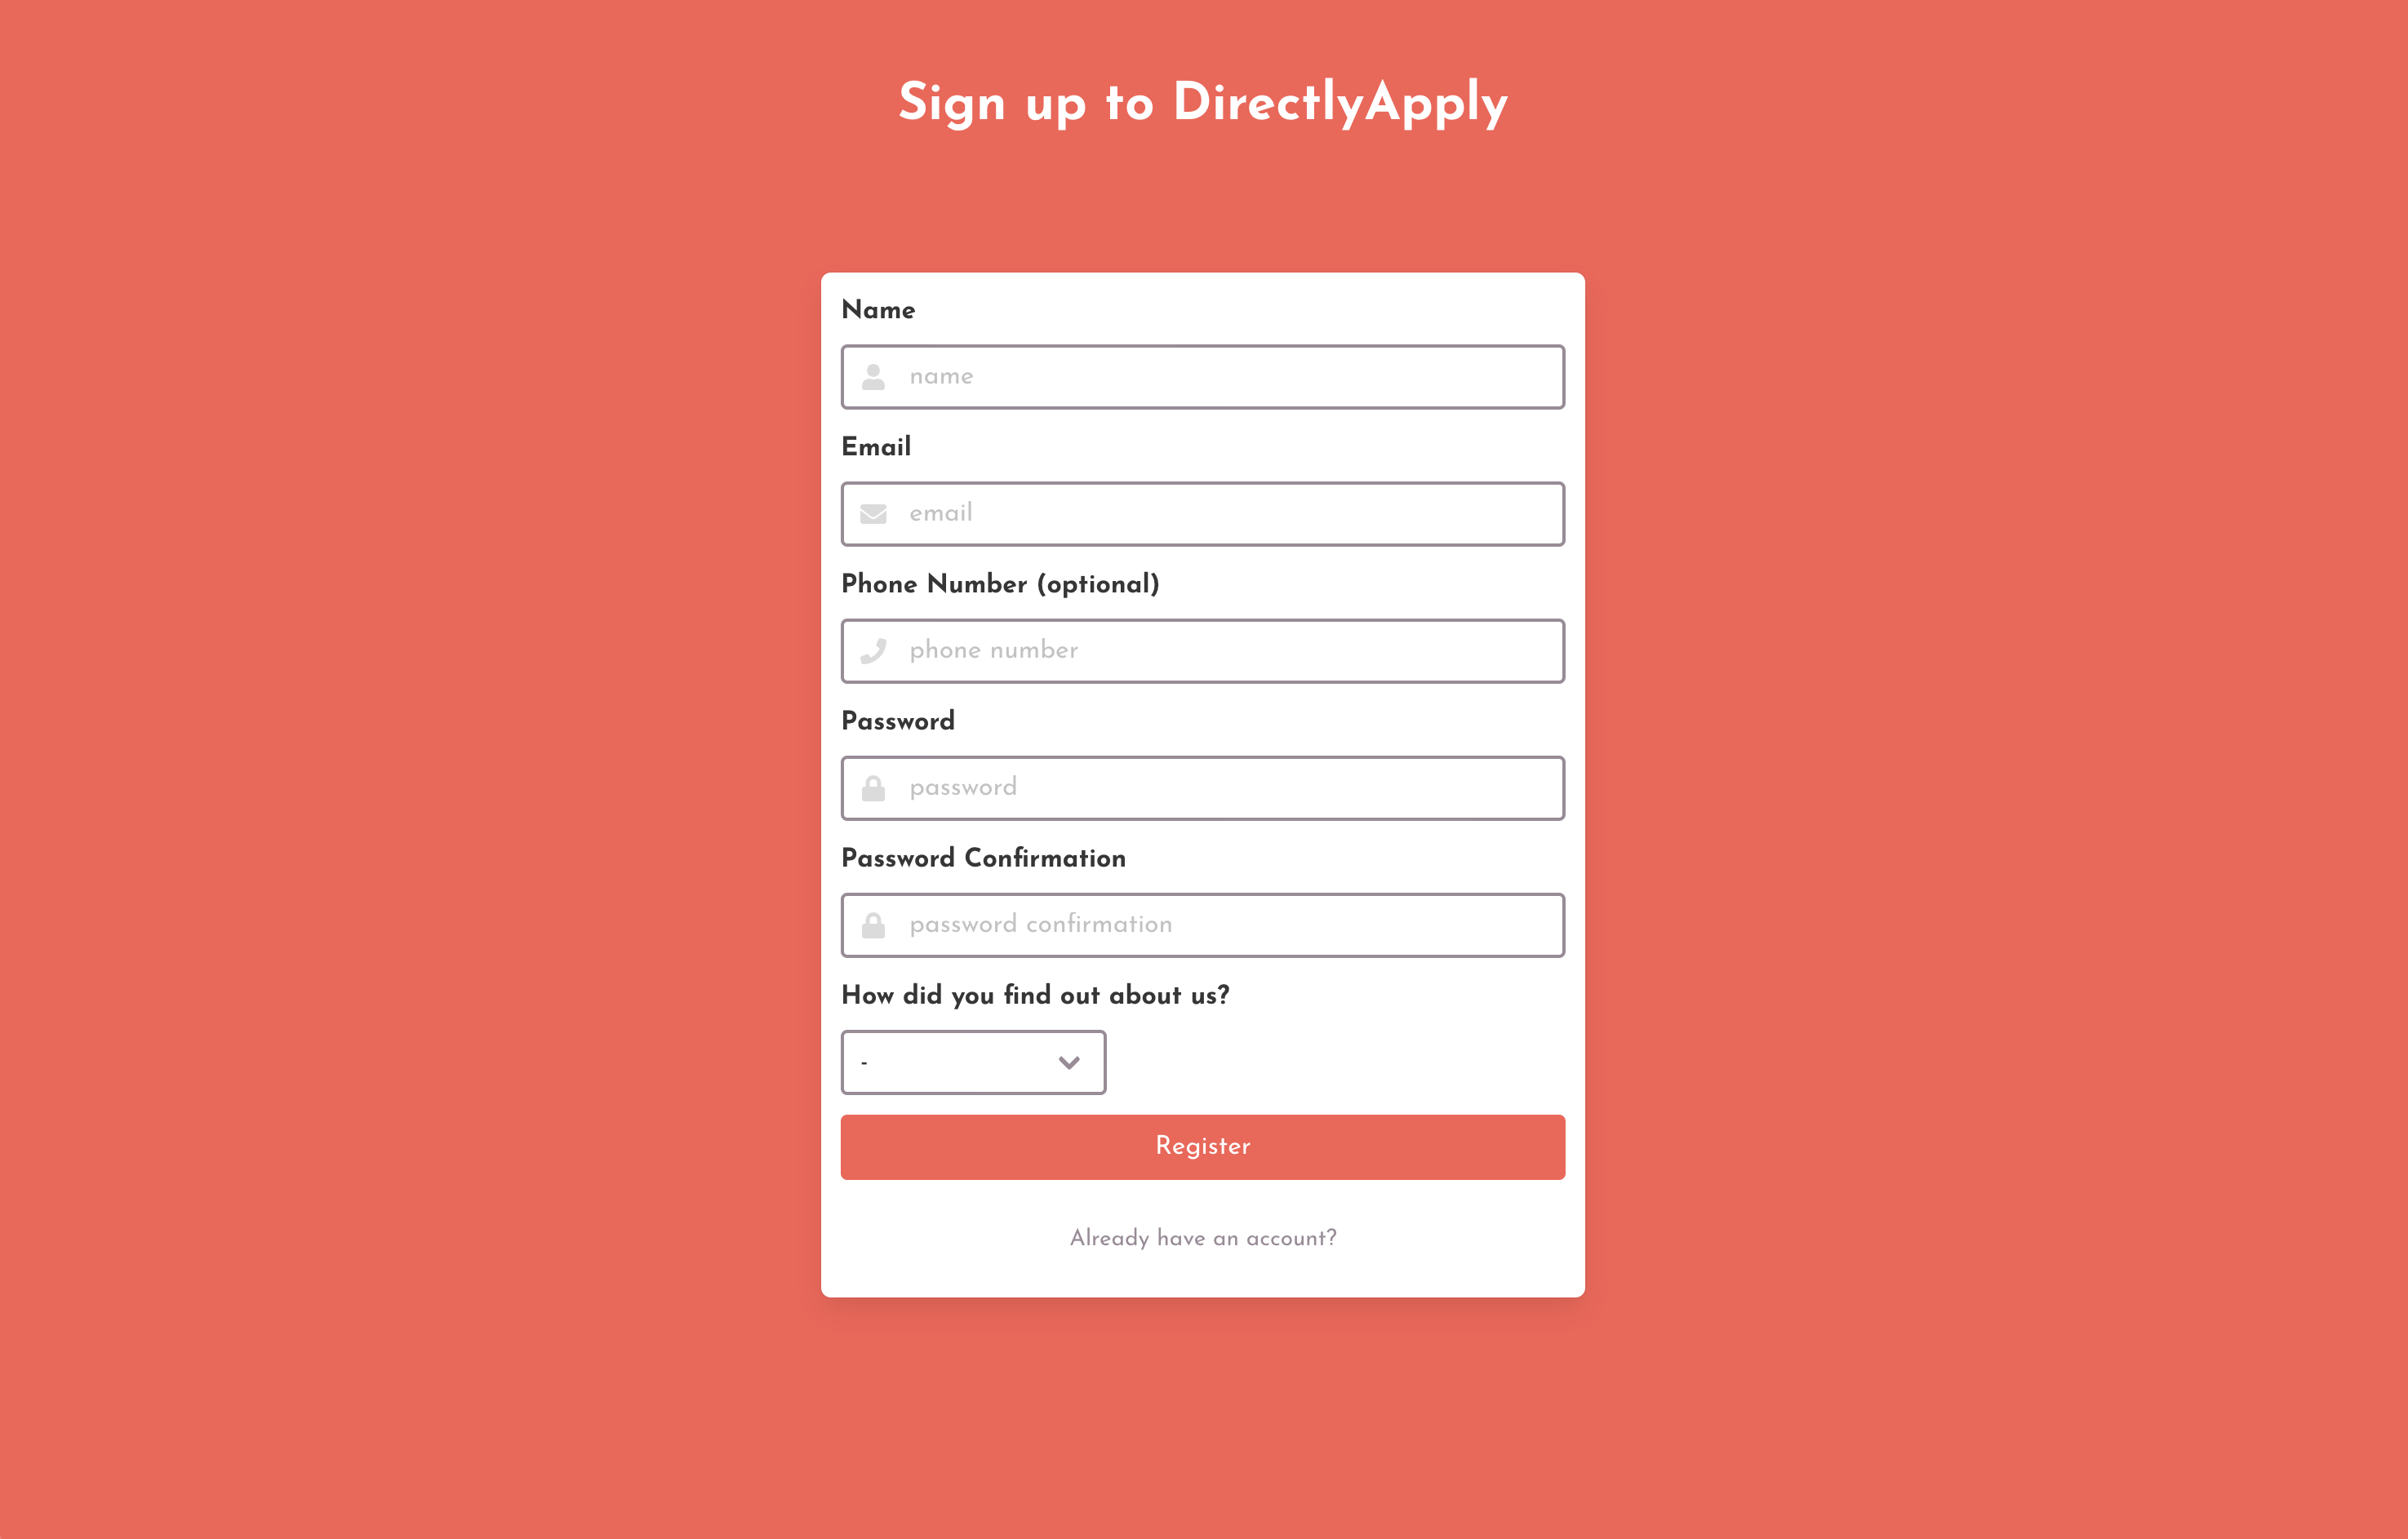 Sign up to DirectlyApply
Name
name
Email
email
Phone Number (optional)
phone number
Password
password
Password Confirmation
password confirmation
How did you find out about us?
-
Register
Already have an account?